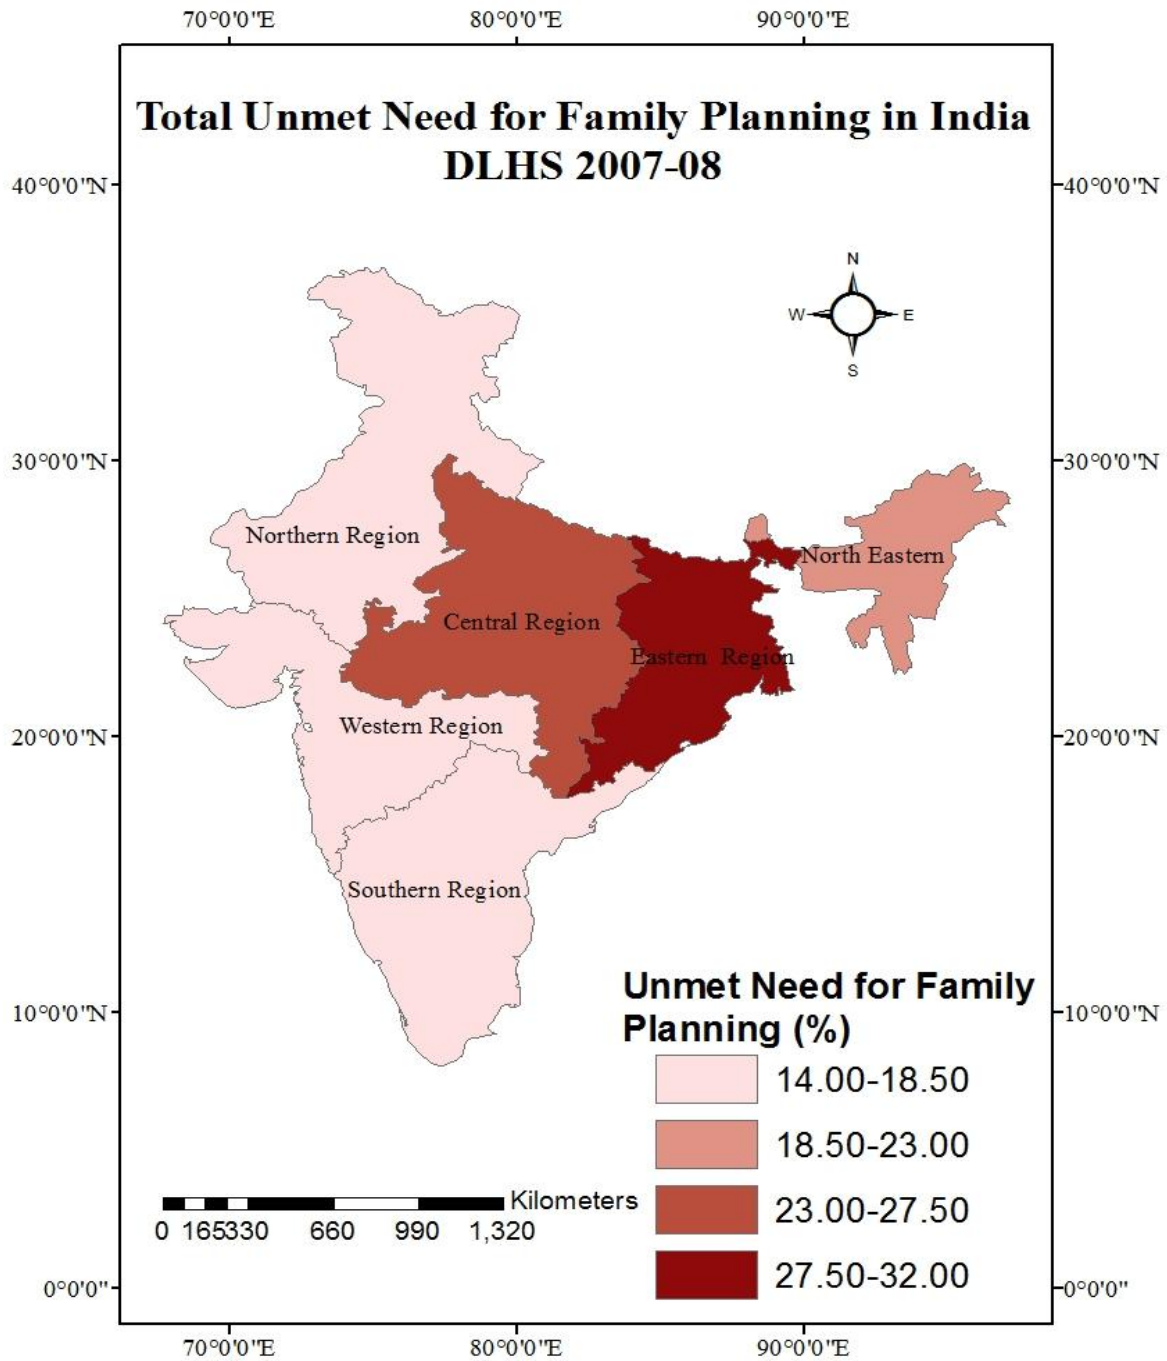 70°0'0"E 80°0'0"E 90°0'0"E
Total Unmet Need for Family Planning in India
DLHS 2007-08
40°0'0"N 40°0'0"N
N
W E
S
30°0'0"N 30°0'0"N
Northern Region
North Eastern
Central Region
Eastern Region
Western Region
20°0'0"N 20°0'0"N
Southern Region
Unmet Need for Family
Planning (%)
10°0'0"N 10°0'0"N
14.00-18.50
18.50-23.00
Kilometers
23.00-27.50
0 165330 660 990 1,320
27.50-32.00
0°0'0" 0°0'0"
70°0'0"E 80°0'0"E 90°0'0"E